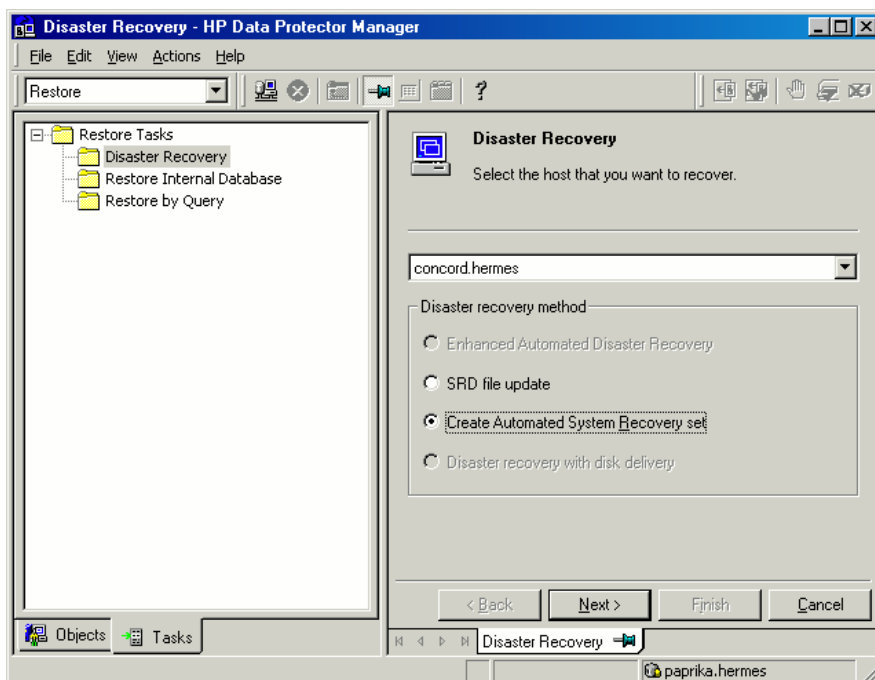 Disaster Recovery - HP Data Protector Manager
File Edit View Actions Help
Restore
?
Restore Tasks
Disaster Recovery
Restore Internal Database
Restore by Query
Disaster Recovery
Select the host that you want to recover.
concord.hermes
Disaster recovery method
Enhanced Automated Disaster Recovery
SRD file update
Create Automated System Recovery set
Disaster recovery with disk delivery
< Back Next > Finish Cancel
Objects Tasks
Disaster Recovery
paprika.hermes